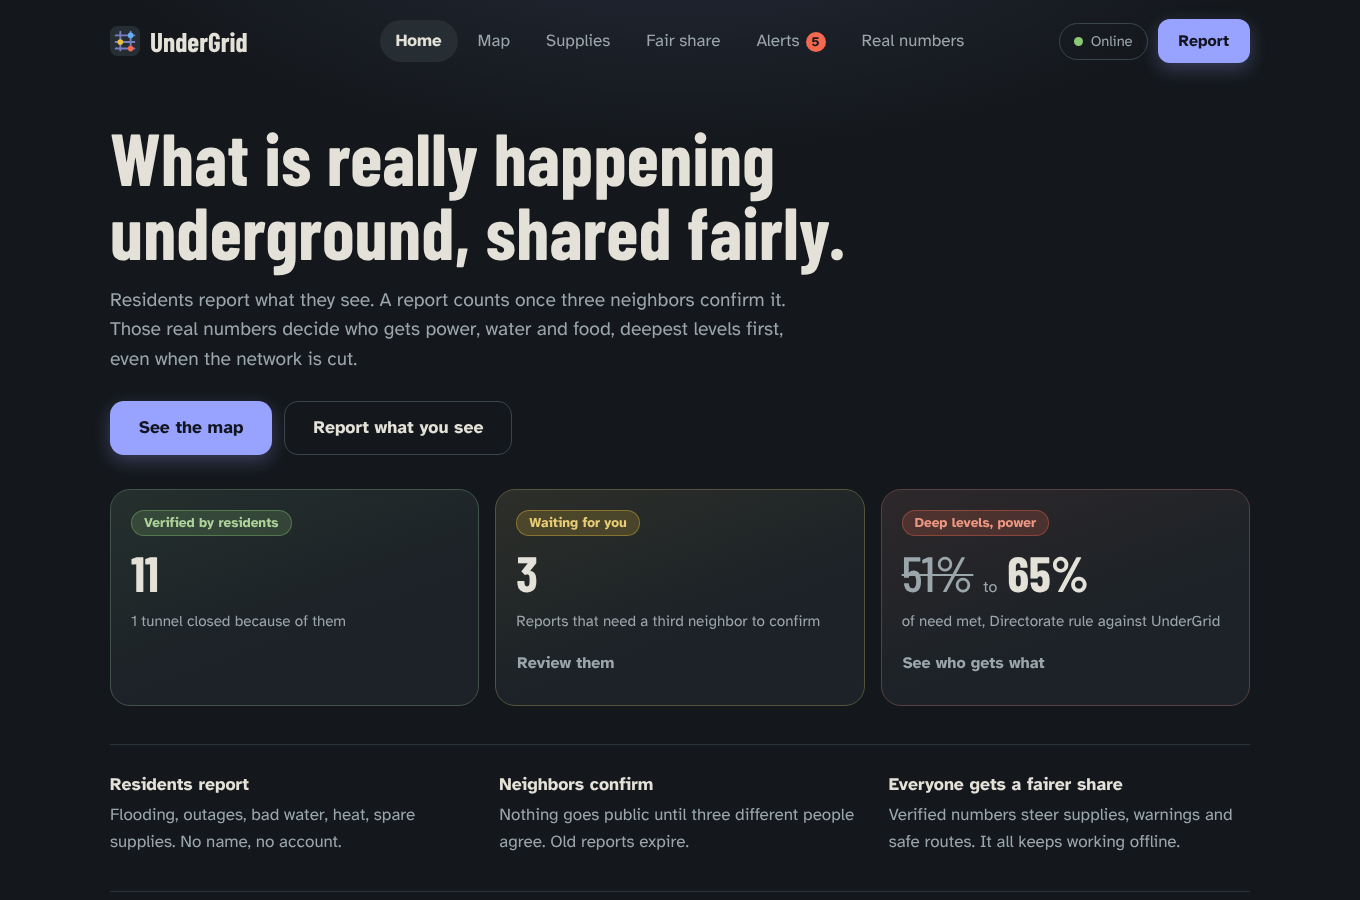 UnderGrid
Home
Map
Supplies
Fair share
Alerts 5
Real numbers
Online
Report
What is really happening
underground, shared fairly.
Residents report what they see. A report counts once three neighbors confirm it.
Those real numbers decide who gets power, water and food, deepest levels first,
even when the network is cut.
See the map
Report what you see
Verified by residents
11
1 tunnel closed because of them
Waiting for you
3
Reports that need a third neighbor to confirm
Review them
Deep levels, power
51% to 65%
of need met, Directorate rule against UnderGrid
See who gets what
Residents report
Flooding, outages, bad water, heat, spare
supplies. No name, no account.
Neighbors confirm
Nothing goes public until three different people
agree. Old reports expire.
Everyone gets a fairer share
Verified numbers steer supplies, warnings and
safe routes. It all keeps working offline.